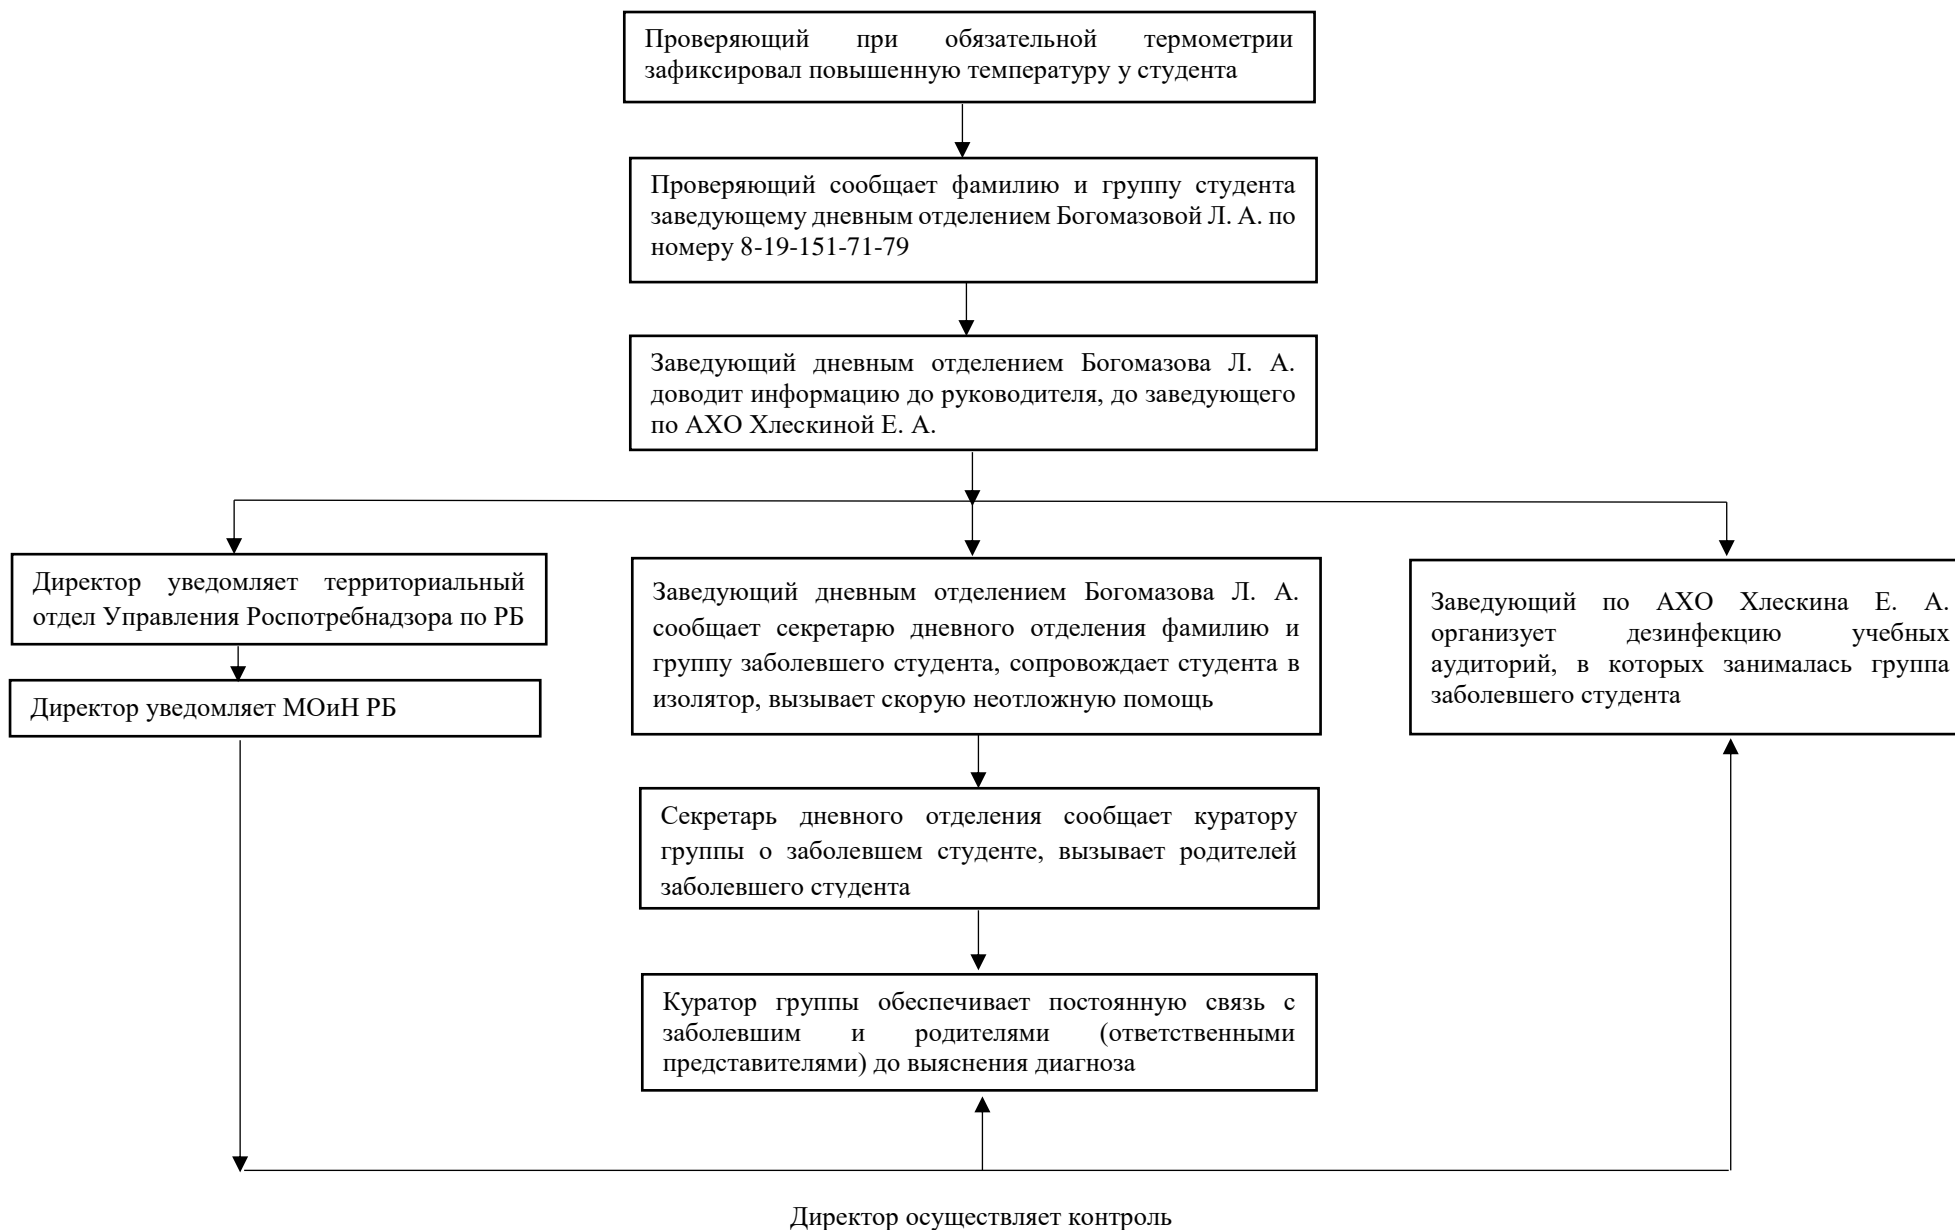 Проверяющий при обязательной термометрии
зафиксировал повышенную температуру у студента
Проверяющий сообщает фамилию и группу студента
заведующему дневным отделением Богомазовой Л. А. по
номеру 8-19-151-71-79
Заведующий дневным отделением Богомазова Л. А.
доводит информацию до руководителя, до заведующего
по АХО Хлескиной Е. А.
Директор уведомляет территориальный
отдел Управления Роспотребнадзора по РБ
Директор уведомляет МОиН РБ
Заведующий дневным отделением Богомазова Л. А.
сообщает секретарю дневного отделения фамилию и
группу заболевшего студента, сопровождает студента в
изолятор, вызывает скорую неотложную помощь
Секретарь дневного отделения сообщает куратору
группы о заболевшем студенте, вызывает родителей
заболевшего студента
Куратор группы обеспечивает постоянную связь с
заболевшим и родителями (ответственными
представителями) до выяснения диагноза
Заведующий по АХО Хлескина Е. А.
организует дезинфекцию учебных
аудиторий, в которых занималась группа
заболевшего студента
Директор осуществляет контроль